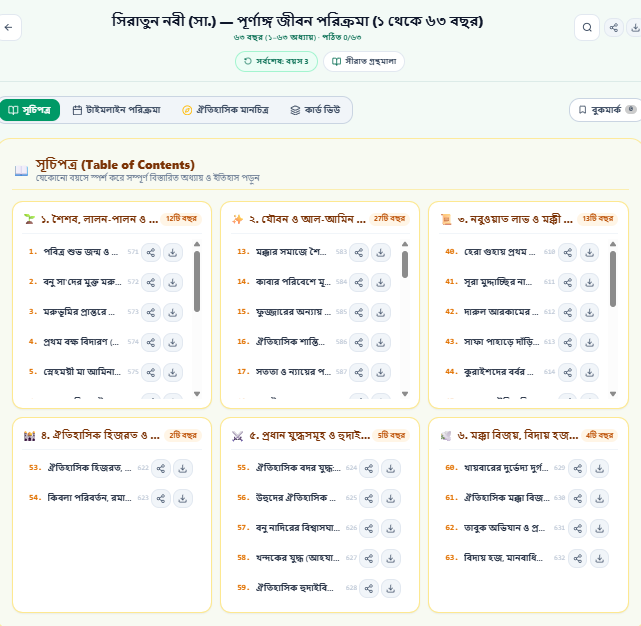 সিরাতুন নবী (সা.) — পূর্ণাঙ্গ জীবন পরিক্রমা (১ থেকে ৬৩ বছর)
৬৩ বছর (১–৬৩ অধ্যায়) · পঠিত 0/৬৩
সর্বশেষ: বয়স 3
সীরাত গ্রন্থমালা
সূচিপত্র
টাইমলাইন পরিক্রমা
ঐতিহাসিক মানচিত্র
কার্ড ভিউ
বুকমার্ক 0
সূচিপত্র (Table of Contents)
যেকোনো বয়সে স্পর্শ করে সম্পূর্ণ বিস্তারিত অধ্যায় ও ইতিহাস পড়ুন
১. শৈশব, লালন-পালন ও ... 12টি বছর
1. পবিত্র শুভ জন্ম ও ... 571
2. বনু সা'দের মুক্ত মরু... 572
3. মরুভূমির প্রান্তরে ... 573
4. প্রথম বক্ষ বিদারণ (... 574
5. স্নেহময়ী মা আমিনা... 575
২. যৌবন ও আল-আমিন ... 27টি বছর
13. মক্কার সমাজে শৈ... 583
14. কাবার পরিবেশে মূ... 584
15. ফুজ্জারের অন্যায় ... 585
16. ঐতিহাসিক শান্তি... 586
17. সততা ও ন্যায়ের প... 587
৩. নবুওয়াত লাভ ও মক্কী ... 13টি বছর
40. হেরা গুহায় প্রথম ... 610
41. সূরা মুদ্দাচ্ছির না... 611
42. দারুল আরকামের ... 612
43. সাফা পাহাড়ে দাঁড়ি... 613
44. কুরাইশদের বর্বর ... 614
৪. ঐতিহাসিক হিজরত ও ... 2টি বছর
53. ঐতিহাসিক হিজরত, ... 622
54. কিবলা পরিবর্তন, রমা... 623
৫. প্রধান যুদ্ধসমূহ ও হুদাই... 5টি বছর
55. ঐতিহাসিক বদর যুদ্ধ:... 624
56. উহুদের ঐতিহাসিক ... 625
57. বনু নাদিরের বিশ্বাসঘা... 626
58. খন্দকের যুদ্ধ (আহযা... 627
59. ঐতিহাসিক হুদাইবি... 628
৬. মক্কা বিজয়, বিদায় হজ... 4টি বছর
60. খায়বারের দুর্ভেদ্য দুর্গ... 629
61. ঐতিহাসিক মক্কা বিজ... 630
62. তাবুক অভিযান ও প্র... 631
63. বিদায় হজ, মানবাধি... 632